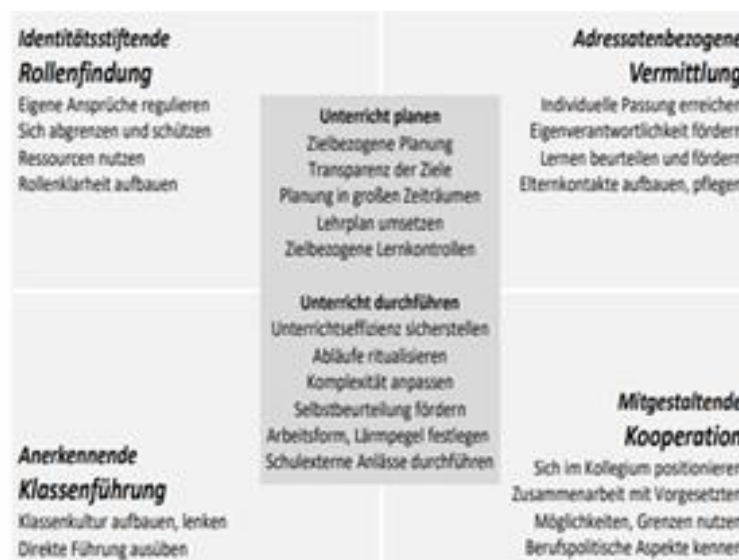 Identitätsstiftende
Rollenfindung
Eigene Ansprüche regulieren
Sich abgrenzen und schützen
Ressourcen nutzen
Rollenklarheit aufbauen
Adressatenbezogene
Vermittlung
Individuelle Passung erreichen
Eigenverantwortlichkeit fördern
Lernen beurteilen und fördern
Elternkontakte aufbauen, pflegen
Unterricht planen
Zielbezogene Planung
Transparenz der Ziele
Planung in großen Zeiträumen
Lehrplan umsetzen
Zielbezogene Lernkontrollen
Unterricht durchführen
Unterrichtseffizienz sicherstellen
Abläufe ritualisieren
Komplexität anpassen
Selbstbeurteilung fördern
Arbeitsform, Lärmpegel festlegen
Schulexterne Anlässe durchführen
Anerkennende
Klassenführung
Klassenkultur aufbauen, lenken
Direkte Führung ausüben
Mitgestaltende
Kooperation
Sich im Kollegium positionieren
Zusammenarbeit mit Vorgesetzten
Möglichkeiten, Grenzen nutzen
Berufspolitische Aspekte kennen